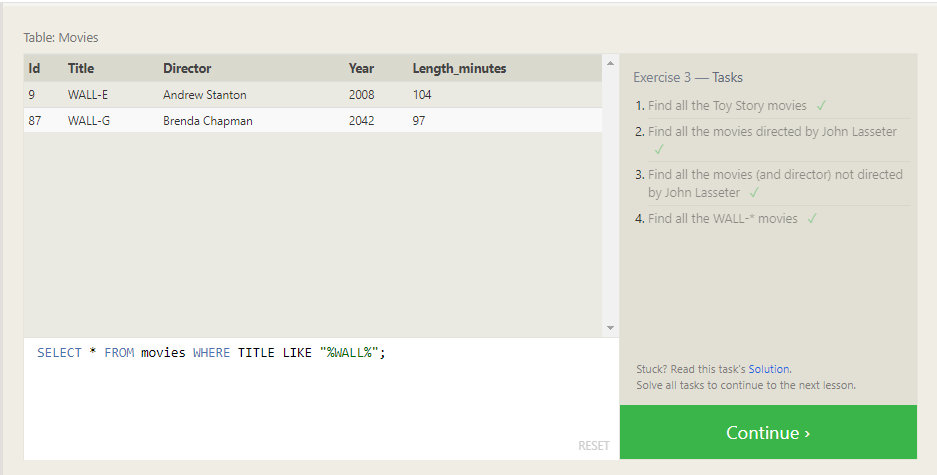 Table: Movies
Id Title Director Year Length_minutes
9 WALL-E Andrew Stanton 2008 104
87 WALL-G Brenda Chapman 2042 97
SELECT * FROM movies WHERE TITLE LIKE "%WALL%";
RESET
Exercise 3 — Tasks
1. Find all the Toy Story movies ✓
2. Find all the movies directed by John Lasseter
✓
3. Find all the movies (and director) not directed
by John Lasseter ✓
4. Find all the WALL-* movies ✓
Stuck? Read this task's Solution.
Solve all tasks to continue to the next lesson.
Continue ›